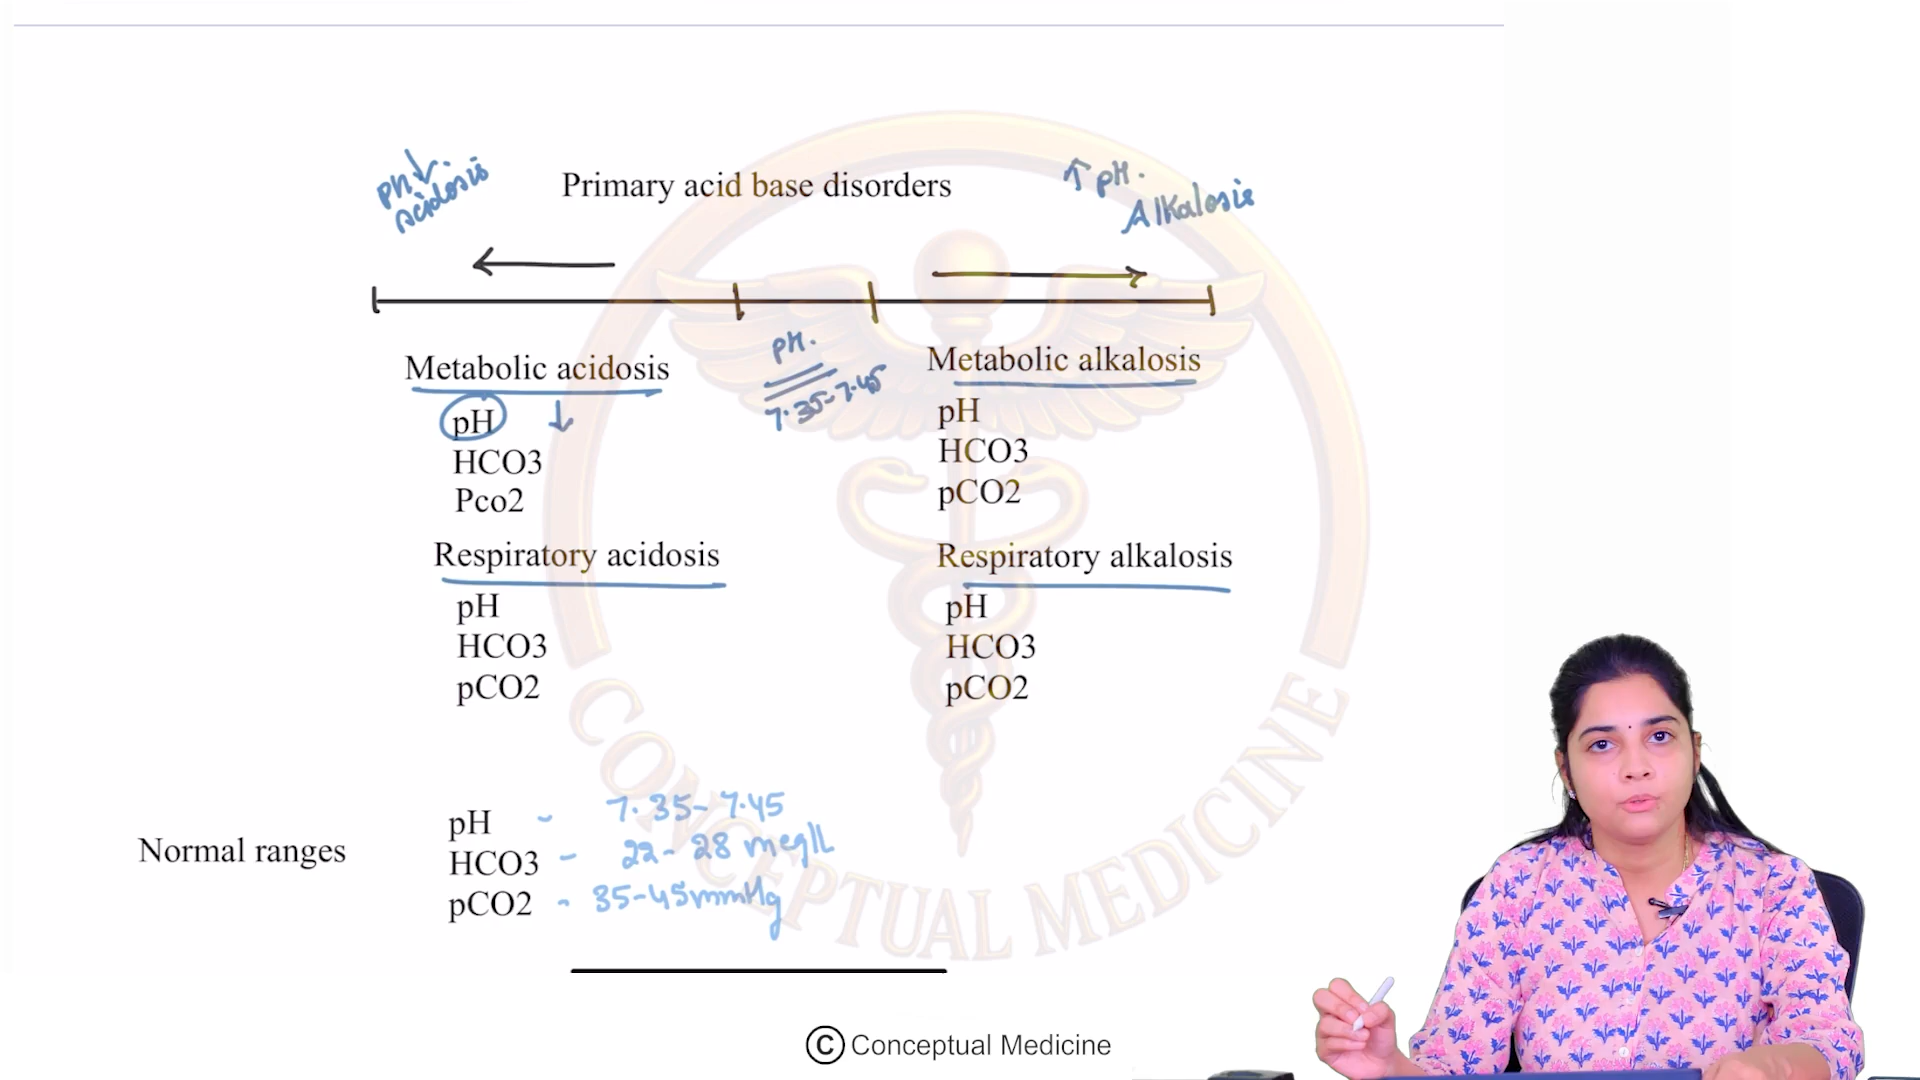 pH↓
acidosis
Primary acid base disorders
↑ pH.
Alkalosis
Metabolic acidosis
pH ↓
HCO3
Pco2
pH.
7.35-7.45
Metabolic alkalosis
pH
HCO3
pCO2
Respiratory acidosis
pH
HCO3
pCO2
Respiratory alkalosis
pH
HCO3
pCO2
Normal ranges
pH - 7.35-7.45
HCO3 - 22-28 meq/L
pCO2 - 35-45mmHg
CONCEPTUAL MEDICINE
© Conceptual Medicine